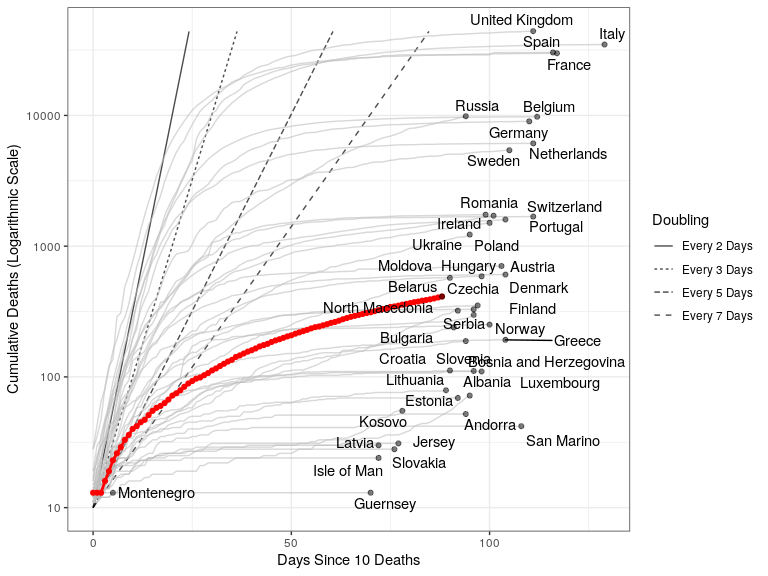 United Kingdom
Italy
Spain
France
Russia
Belgium
10000
Germany
Netherlands
Sweden
Doubling
Every 2 Days
Every 3 Days
Every 5 Days
Every 7 Days
Romania
Switzerland
Ireland
Portugal
Ukraine
Poland
1000
Moldova
Hungary
Austria
Belarus
Czechia
Denmark
North Macedonia
Finland
Serbia
Norway
Bulgaria
Greece
Croatia
Slovenia
Bosnia and Herzegovina
100
Lithuania
Albania
Luxembourg
Estonia
Kosovo
Andorra
Latvia
Jersey
San Marino
Isle of Man
Slovakia
Montenegro
Guernsey
10
0
50
100
Days Since 10 Deaths
Cumulative Deaths (Logarithmic Scale)